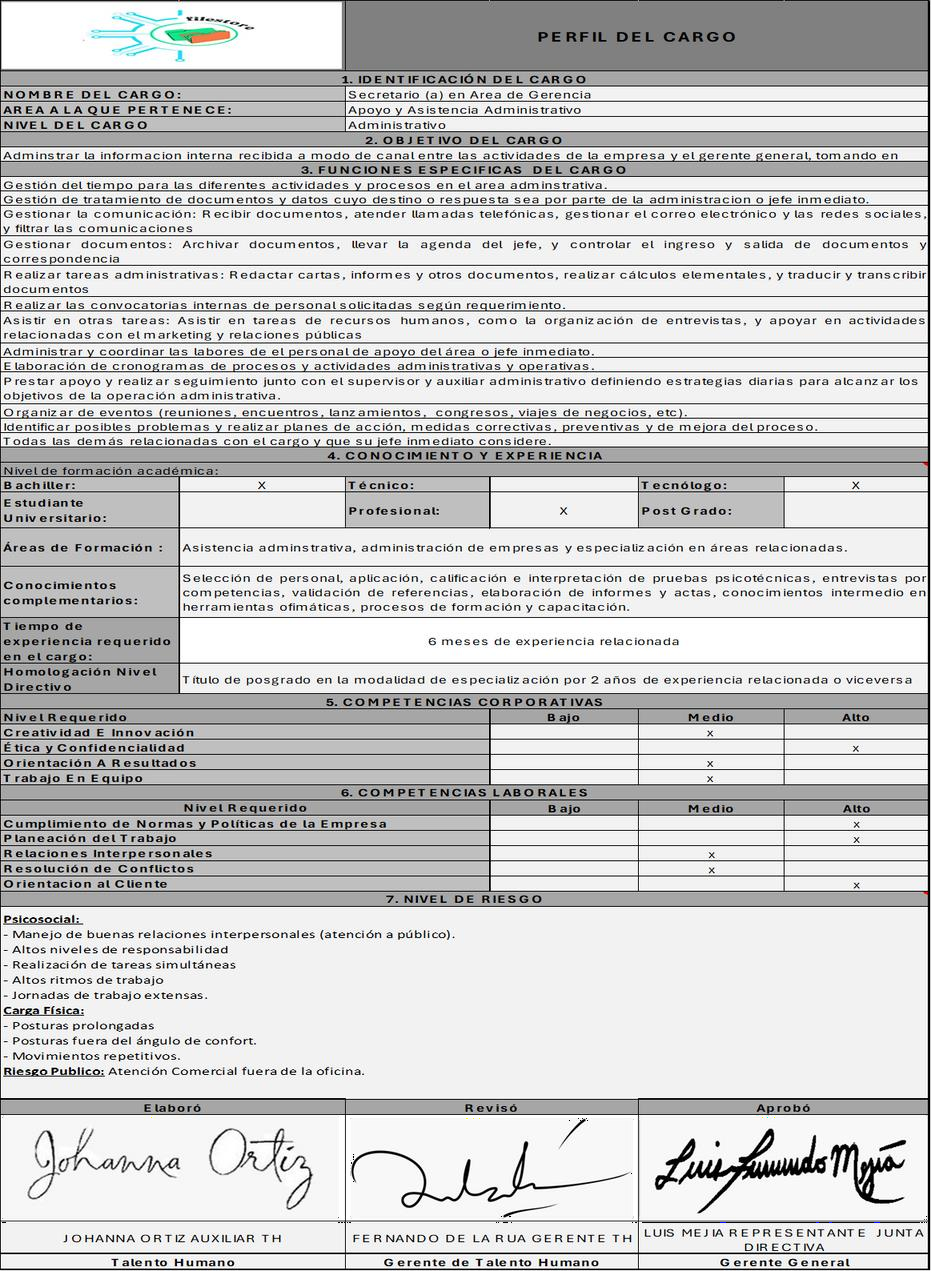 filestore
PERFIL DEL CARGO
1. IDENTIFICACIÓN DEL CARGO
NOMBRE DEL CARGO: Secretario (a) en Area de Gerencia
AREA A LA QUE PERTENECE: Apoyo y Asistencia Administrativo
NIVEL DEL CARGO Administrativo
2. OBJETIVO DEL CARGO
Adminstrar la informacion interna recibida a modo de canal entre las actividades de la empresa y el gerente general, tomando en
3. FUNCIONES ESPECIFICAS DEL CARGO
Gestión del tiempo para las diferentes actividades y procesos en el area adminstrativa.
Gestión de tratamiento de documentos y datos cuyo destino o respuesta sea por parte de la administracion o jefe inmediato.
Gestionar la comunicación: Recibir documentos, atender llamadas telefónicas, gestionar el correo electrónico y las redes sociales,
y filtrar las comunicaciones
Gestionar documentos: Archivar documentos, llevar la agenda del jefe, y controlar el ingreso y salida de documentos y
correspondencia
Realizar tareas administrativas: Redactar cartas, informes y otros documentos, realizar cálculos elementales, y traducir y transcribir
documentos
Realizar las convocatorias internas de personal solicitadas según requerimiento.
Asistir en otras tareas: Asistir en tareas de recursos humanos, como la organización de entrevistas, y apoyar en actividades
relacionadas con el marketing y relaciones públicas
Administrar y coordinar las labores de el personal de apoyo del área o jefe inmediato.
Elaboración de cronogramas de procesos y actividades administrativas y operativas.
Prestar apoyo y realizar seguimiento junto con el supervisor y auxiliar administrativo definiendo estrategias diarias para alcanzar los
objetivos de la operación administrativa.
Organizar de eventos (reuniones, encuentros, lanzamientos, congresos, viajes de negocios, etc).
Identificar posibles problemas y realizar planes de acción, medidas correctivas, preventivas y de mejora del proceso.
Todas las demás relacionadas con el cargo y que su jefe inmediato considere.
4. CONOCIMIENTO Y EXPERIENCIA
Nivel de formación académica:
Bachiller: X Técnico: Tecnólogo: X
Estudiante
Universitario: Profesional: X Post Grado:
Áreas de Formación : Asistencia adminstrativa, administración de empresas y especialización en áreas relacionadas.
Conocimientos
complementarios:
Selección de personal, aplicación, calificación e interpretación de pruebas psicotécnicas, entrevistas por
competencias, validación de referencias, elaboración de informes y actas, conocimientos intermedio en
herramientas ofimáticas, procesos de formación y capacitación.
Tiempo de
experiencia requerido
en el cargo:
6 meses de experiencia relacionada
Homologación Nivel
Directivo
Título de posgrado en la modalidad de especialización por 2 años de experiencia relacionada o viceversa
5. COMPETENCIAS CORPORATIVAS
Nivel Requerido Bajo Medio Alto
Creatividad E Innovación x
Ética y Confidencialidad x
Orientación A Resultados x
Trabajo En Equipo x
6. COMPETENCIAS LABORALES
Nivel Requerido Bajo Medio Alto
Cumplimiento de Normas y Políticas de la Empresa x
Planeación del Trabajo x
Relaciones Interpersonales x
Resolución de Conflictos x
Orientacion al Cliente x
7. NIVEL DE RIESGO
Psicosocial:
- Manejo de buenas relaciones interpersonales (atención a público).
- Altos niveles de responsabilidad
- Realización de tareas simultáneas
- Altos ritmos de trabajo
- Jornadas de trabajo extensas.
Carga Física:
- Posturas prolongadas
- Posturas fuera del ángulo de confort.
- Movimientos repetitivos.
Riesgo Publico: Atención Comercial fuera de la oficina.
Elaboró Revisó Aprobó
Johanna Ortiz
Luis Mejía
JOHANNA ORTIZ AUXILIAR TH FERNANDO DE LA RUA GERENTE TH LUIS MEJIA REPRESENTANTE JUNTA
DIRECTIVA
Talento Humano Gerente de Talento Humano Gerente General